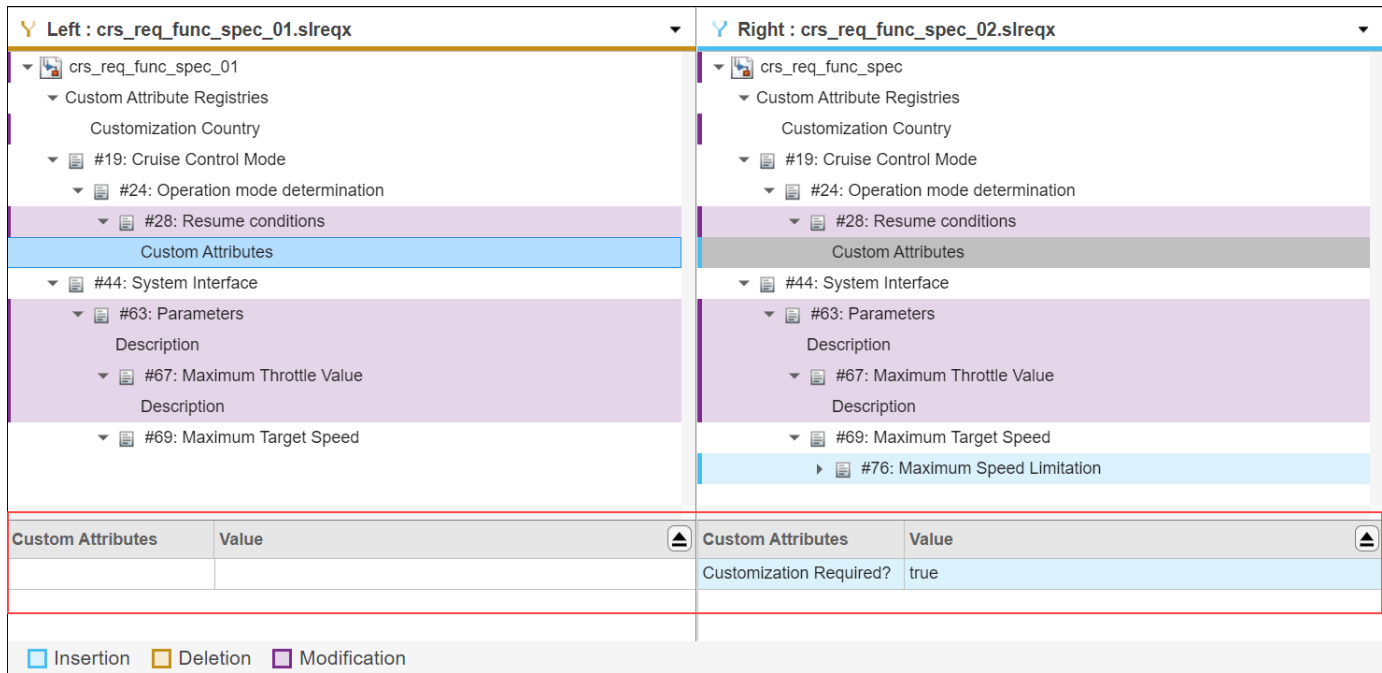 Left : crs_req_func_spec_01.slreqx
crs_req_func_spec_01
Custom Attribute Registries
Customization Country
#19: Cruise Control Mode
#24: Operation mode determination
#28: Resume conditions
Custom Attributes
#44: System Interface
#63: Parameters
Description
#67: Maximum Throttle Value
Description
#69: Maximum Target Speed
Right : crs_req_func_spec_02.slreqx
crs_req_func_spec
Custom Attribute Registries
Customization Country
#19: Cruise Control Mode
#24: Operation mode determination
#28: Resume conditions
Custom Attributes
#44: System Interface
#63: Parameters
Description
#67: Maximum Throttle Value
Description
#69: Maximum Target Speed
#76: Maximum Speed Limitation
Custom Attributes Value
Custom Attributes Value
Customization Required? true
Insertion Deletion Modification